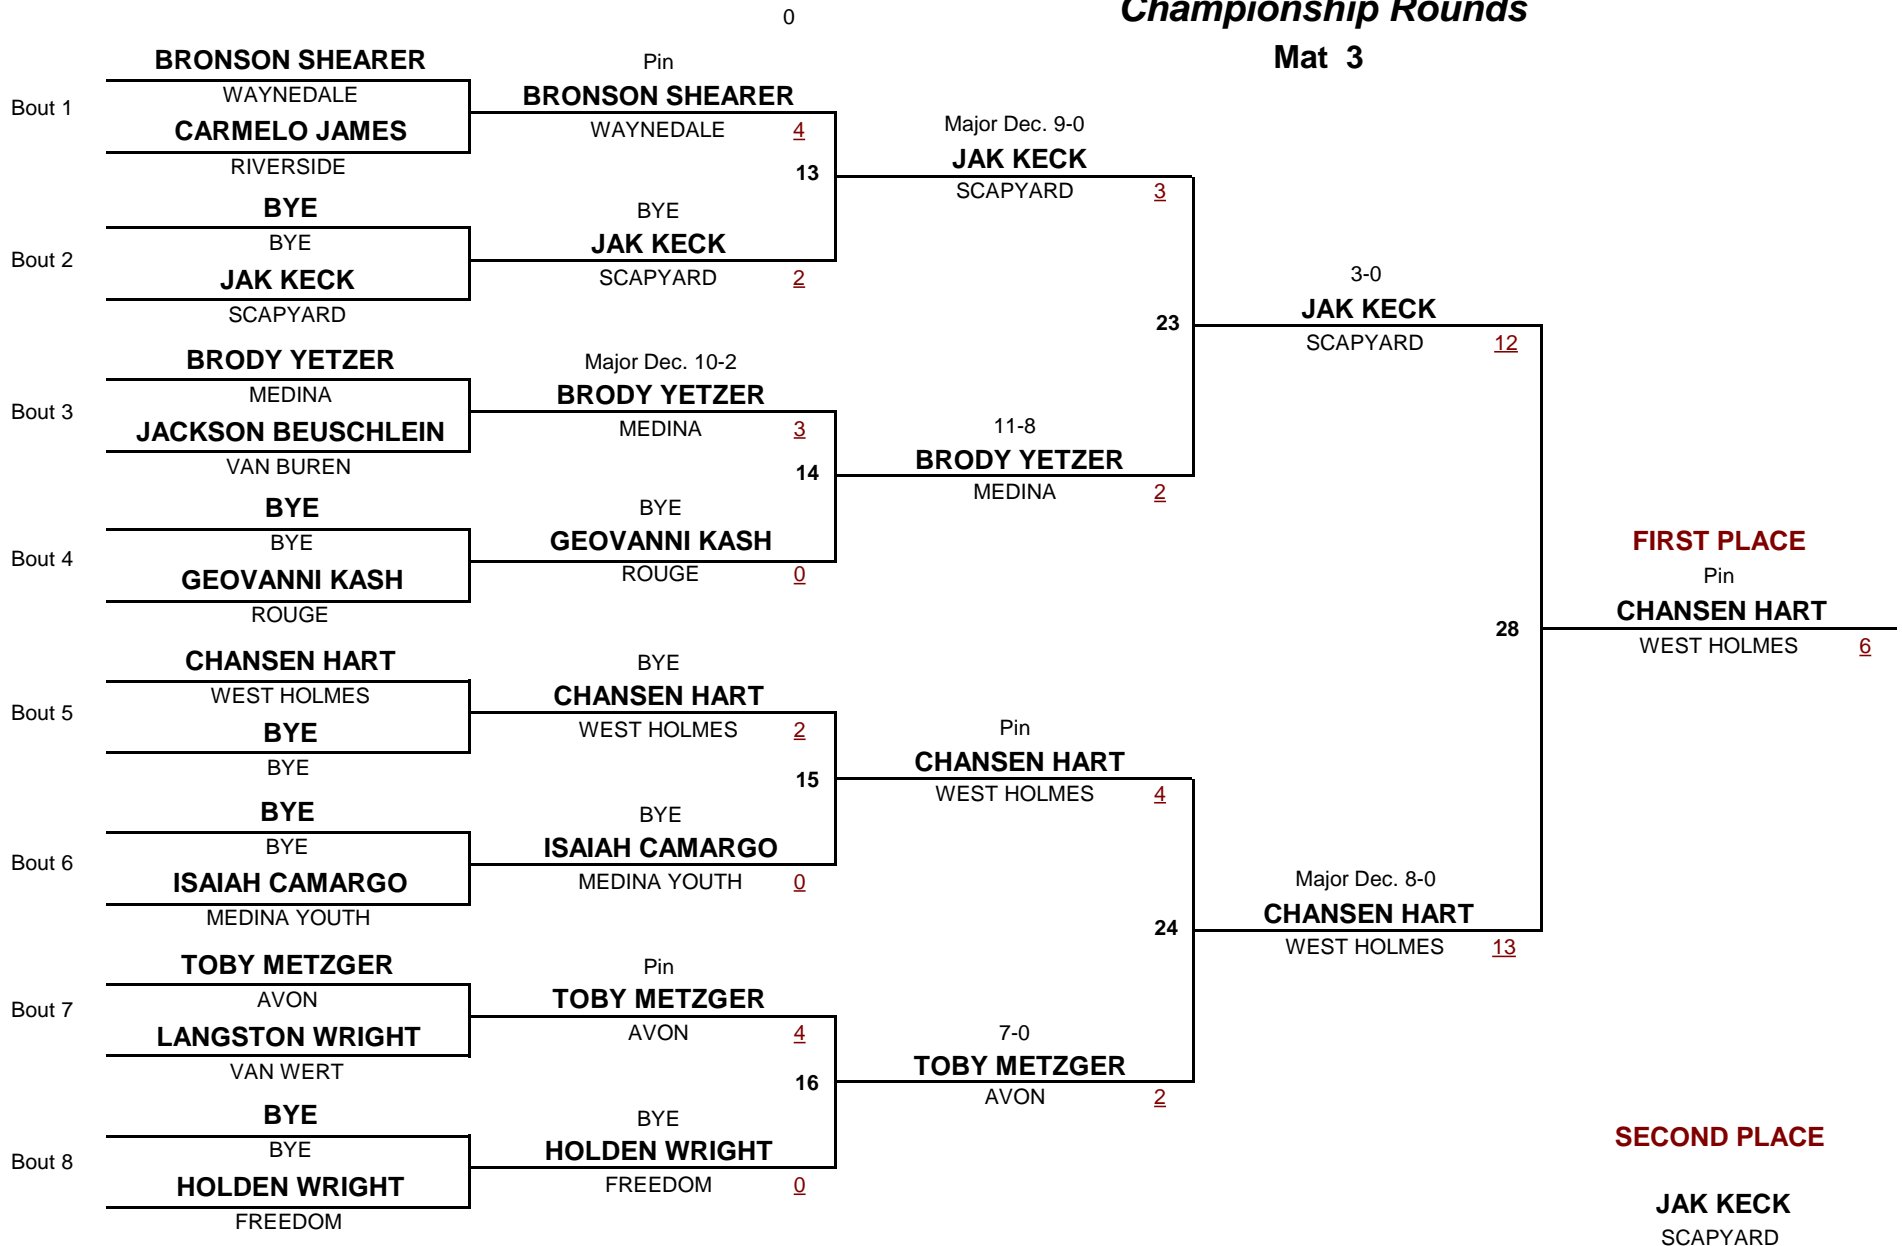 0
Championship Rounds
Mat 3
BRONSON SHEARER
Bout 1
WAYNEDALE
CARMELO JAMES
RIVERSIDE
BYE
Bout 2
BYE
JAK KECK
SCAPYARD
BRODY YETZER
Bout 3
MEDINA
JACKSON BEUSCHLEIN
VAN BUREN
BYE
Bout 4
BYE
GEOVANNI KASH
ROUGE
CHANSEN HART
Bout 5
WEST HOLMES
BYE
BYE
BYE
Bout 6
BYE
ISAIAH CAMARGO
MEDINA YOUTH
TOBY METZGER
Bout 7
AVON
LANGSTON WRIGHT
VAN WERT
BYE
Bout 8
BYE
HOLDEN WRIGHT
FREEDOM
Pin
BRONSON SHEARER
WAYNEDALE 4
13
BYE
JAK KECK
SCAPYARD 2
Major Dec. 10-2
BRODY YETZER
MEDINA 3
14
BYE
GEOVANNI KASH
ROUGE 0
BYE
CHANSEN HART
WEST HOLMES 2
15
BYE
ISAIAH CAMARGO
MEDINA YOUTH 0
Pin
TOBY METZGER
AVON 4
16
BYE
HOLDEN WRIGHT
FREEDOM 0
Major Dec. 9-0
JAK KECK
SCAPYARD 3
23
11-8
BRODY YETZER
MEDINA 2
Pin
CHANSEN HART
WEST HOLMES 4
24
7-0
TOBY METZGER
AVON 2
3-0
JAK KECK
SCAPYARD 12
28
Major Dec. 8-0
CHANSEN HART
WEST HOLMES 13
FIRST PLACE
Pin
CHANSEN HART
WEST HOLMES 6
SECOND PLACE
JAK KECK
SCAPYARD